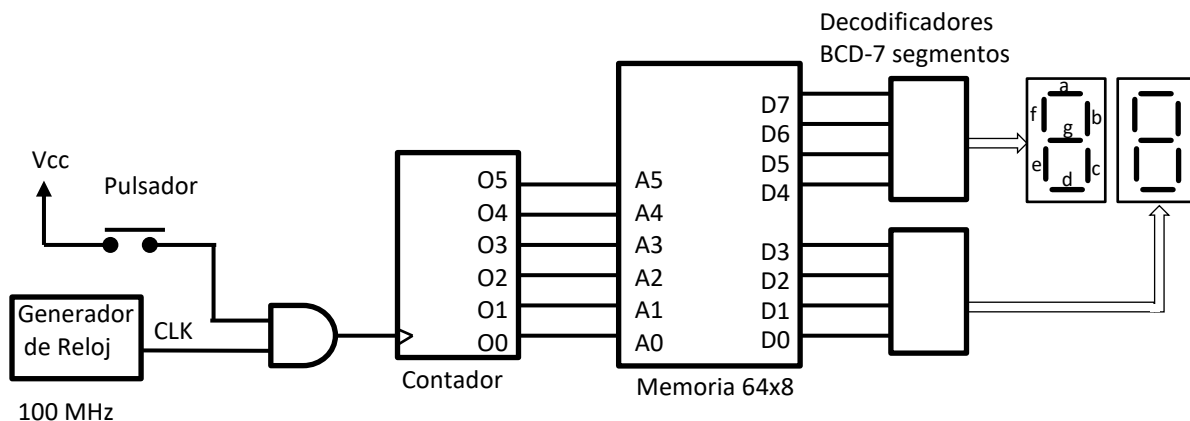 Decodificadores
BCD-7 segmentos
Vcc
Pulsador
Generador
de Reloj
CLK
100 MHz
O5
O4
O3
O2
O1
O0
Contador
A5
A4
A3
A2
A1
A0
D7
D6
D5
D4
D3
D2
D1
D0
Memoria 64x8
a
f
b
g
e
c
d